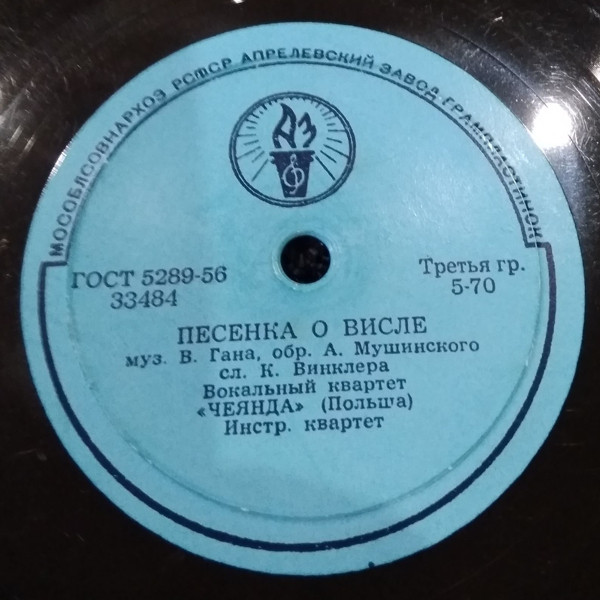 МОСОБЛСОВНАРХОЗ РСФСР АПРЕЛЕВСКИЙ ЗАВОД ГРАМПЛАСТИНОК
АЗ
ГОСТ 5289-56
33484
Третья гр.
5-70
ПЕСЕНКА О ВИСЛЕ
муз. В. Гана, обр. А. Мушинского
сл. К. Винклера
Вокальный квартет
«ЧЕЯНДА» (Польша)
Инстр. квартет